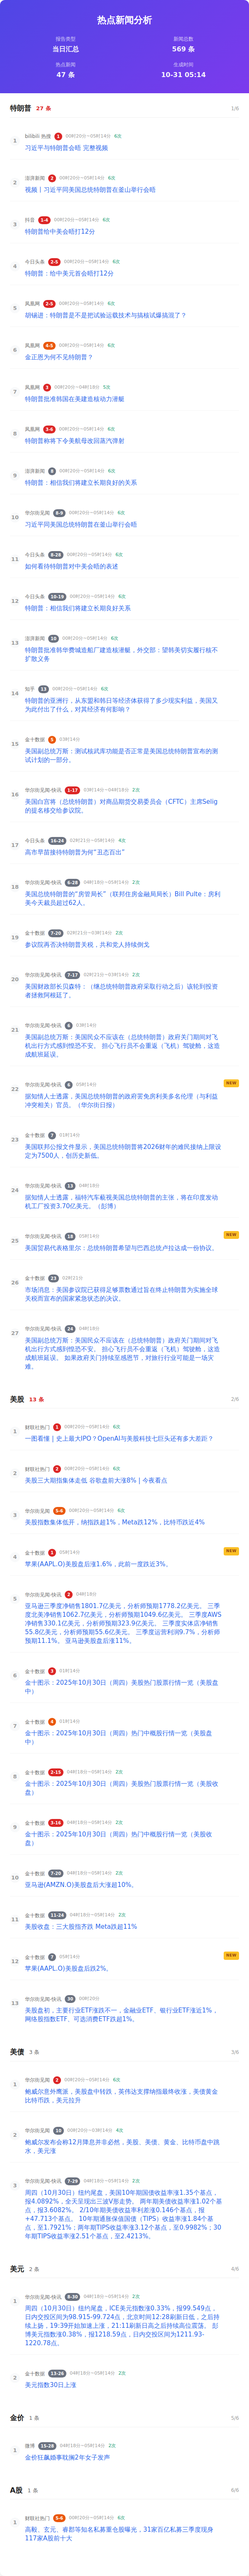 热点新闻分析
报告类型
当日汇总
新闻总数
569 条
热点新闻
47 条
生成时间
10-31 05:14
特朗普 27 条 1/6
1
bilibili 热搜 1 00时20分~05时14分 6次
习近平与特朗普会晤 完整视频
2
澎湃新闻 2 00时20分~05时14分 6次
视频丨习近平同美国总统特朗普在釜山举行会晤
3
抖音 1-4 00时20分~05时14分 6次
特朗普给中美会晤打12分
4
今日头条 2-5 00时20分~05时14分 6次
特朗普：给中美元首会晤打12分
5
凤凰网 2-5 00时20分~05时14分 6次
胡锡进：特朗普是不是把试验运载技术与搞核试爆搞混了？
6
凤凰网 4-6 00时20分~05时14分 6次
金正恩为何不见特朗普？
7
凤凰网 3 00时20分~04时18分 5次
特朗普批准韩国在美建造核动力潜艇
8
凤凰网 3-6 00时20分~05时14分 6次
特朗普称将下令美航母改回蒸汽弹射
9
澎湃新闻 8 00时20分~05时14分 6次
特朗普：相信我们将建立长期良好的关系
10
华尔街见闻 8-9 00时20分~05时14分 6次
习近平同美国总统特朗普在釜山举行会晤
11
今日头条 8-26 00时20分~05时14分 6次
如何看待特朗普对中美会晤的表述
12
今日头条 10-19 00时20分~05时14分 6次
特朗普：相信我们将建立长期良好关系
13
澎湃新闻 10 00时20分~05时14分 6次
特朗普批准韩华费城造船厂建造核潜艇，外交部：望韩美切实履行核不
扩散义务
14
知乎 13 00时20分~05时14分 6次
特朗普的亚洲行，从东盟和韩日等经济体获得了多少现实利益，美国又
为此付出了什么，对其经济有何影响？
15
金十数据 5 03时14分
美国副总统万斯：测试核武库功能是否正常是美国总统特朗普宣布的测
试计划的一部分。
16
华尔街见闻-快讯 1-17 03时14分~04时18分 2次
美国白宫将（总统特朗普）对商品期货交易委员会（CFTC）主席Selig
的提名移交给参议院。
17
今日头条 16-24 02时21分~05时14分 4次
高市早苗接待特朗普为何“丑态百出”
18
华尔街见闻-快讯 6-28 04时18分~05时14分 2次
美国总统特朗普的“房管局长”（联邦住房金融局局长）Bill Pulte：房利
美今天裁员超过62人。
19
金十数据 7-20 02时21分~03时14分 2次
参议院再否决特朗普关税，共和党人持续倒戈
20
华尔街见闻-快讯 7-17 02时21分~03时14分 2次
美国财政部长贝森特：（继总统特朗普政府采取行动之后）该轮到投资
者拯救阿根廷了。
21
华尔街见闻-快讯 6 03时14分
美国副总统万斯：美国民众不应该在（总统特朗普）政府关门期间对飞
机出行方式感到惶恐不安。 担心飞行员不会重返（飞机）驾驶舱，这造
成航班延误。
22
华尔街见闻-快讯 6 05时14分
据知情人士透露，美国总统特朗普的政府罢免房利美多名伦理（与利益
冲突相关）官员。（华尔街日报）
NEW
23
金十数据 7 01时14分
美国联邦公报文件显示，美国总统特朗普将2026财年的难民接纳上限设
定为7500人，创历史新低。
24
华尔街见闻-快讯 13 04时18分
据知情人士透露，福特汽车藐视美国总统特朗普的主张，将在印度发动
机工厂投资3.70亿美元。（彭博）
25
华尔街见闻-快讯 18 05时14分
美国贸易代表格里尔：总统特朗普希望与巴西总统卢拉达成一份协议。
NEW
26
金十数据 23 02时21分
市场消息：美国参议院已获得足够票数通过旨在终止特朗普为实施全球
关税而宣布的国家紧急状态的决议。
27
华尔街见闻-快讯 24 04时18分
美国副总统万斯：美国民众不应该在（总统特朗普）政府关门期间对飞
机出行方式感到惶恐不安。 担心飞行员不会重返（飞机）驾驶舱，这造
成航班延误。 如果政府关门持续至感恩节，对旅行行业可能是一场灾
难。
美股 13 条 2/6
1
财联社热门 1 00时20分~05时14分 6次
一图看懂 | 史上最大IPO？OpenAI与美股科技七巨头还有多大差距？
2
财联社热门 2 00时20分~05时14分 6次
美股三大期指集体走低 谷歌盘前大涨8% | 今夜看点
3
华尔街见闻 5-6 00时20分~05时14分 6次
美股指数集体低开，纳指跌超1%，Meta跌12%，比特币跌近4%
4
金十数据 1 05时14分
苹果(AAPL.O)美股盘后涨1.6%，此前一度跌近3%。
NEW
5
华尔街见闻-快讯 2 04时18分
亚马逊三季度净销售1801.7亿美元，分析师预期1778.2亿美元。 三季
度北美净销售1062.7亿美元，分析师预期1049.6亿美元。 三季度AWS
净销售330.1亿美元，分析师预期323.9亿美元。 三季度实体店净销售
55.8亿美元，分析师预期55.6亿美元。 三季度运营利润9.7%，分析师预
期11.1%。 亚马逊美股盘后涨11%。
6
金十数据 3 01时14分
金十图示：2025年10月30日（周四）美股热门股票行情一览（美股盘
中）
7
金十数据 4 01时14分
金十图示：2025年10月30日（周四）热门中概股行情一览（美股盘
中）
8
金十数据 2-15 04时18分~05时14分 2次
金十图示：2025年10月30日（周四）美股热门股票行情一览（美股收
盘）
9
金十数据 3-16 04时18分~05时14分 2次
金十图示：2025年10月30日（周四）热门中概股行情一览（美股收
盘）
10
金十数据 7-20 04时18分~05时14分 2次
亚马逊(AMZN.O)美股盘后大涨超10%。
11
金十数据 11-24 04时18分~05时14分 2次
美股收盘：三大股指齐跌 Meta跌超11%
12
金十数据 7 05时14分
苹果(AAPL.O)美股盘后跌2%。
NEW
13
华尔街见闻-快讯 30 00时20分
美股盘初，主要行业ETF涨跌不一，金融业ETF、银行业ETF涨近1%，
网络股指数ETF、可选消费ETF跌超1%。
美债 3 条 3/6
1
华尔街见闻 2 00时20分~05时14分 6次
鲍威尔意外鹰派，美股盘中转跌，英伟达支撑纳指最终收涨，美债美金
比特币跌，美元拉升
2
华尔街见闻 10 00时20分~03时14分 4次
鲍威尔发布会称12月降息并非必然，美股、美债、黄金、比特币盘中跳
水，美元涨
3
华尔街见闻-快讯 7-29 04时18分~05时14分 2次
周四（10月30日）纽约尾盘，美国10年期国债收益率涨1.35个基点，
报4.0892%，全天呈现出三波V形走势。 两年期美债收益率涨1.02个基
点，报3.6082%。 2/10年期美债收益率利差涨0.146个基点，报
+47.713个基点。 10年期通胀保值国债（TIPS）收益率涨1.84个基
点，至1.7921%；两年期TIPS收益率涨3.12个基点，至0.9982%；30
年期TIPS收益率涨2.51个基点，至2.4213%。
美元 2 条 4/6
1
华尔街见闻-快讯 8-30 04时18分~05时14分 2次
周四（10月30日）纽约尾盘，ICE美元指数涨0.33%，报99.549点，
日内交投区间为98.915-99.724点，北京时间12:28刷新日低，之后持
续上扬，19:39开始加速上涨，21:11刷新日高之后持续高位震荡。 彭
博美元指数涨0.38%，报1218.59点，日内交投区间为1211.93-
1220.78点。
2
金十数据 13-26 04时18分~05时14分 2次
美元指数30日上涨
金价 1 条 5/6
1
微博 15-28 04时18分~05时14分 2次
金价狂飙婚事耽搁2年女子发声
A股 1 条 6/6
1
财联社热门 5-6 00时20分~05时14分 6次
高毅、玄元、睿郡等知名私募重仓股曝光，31家百亿私募三季度现身
117家A股前十大